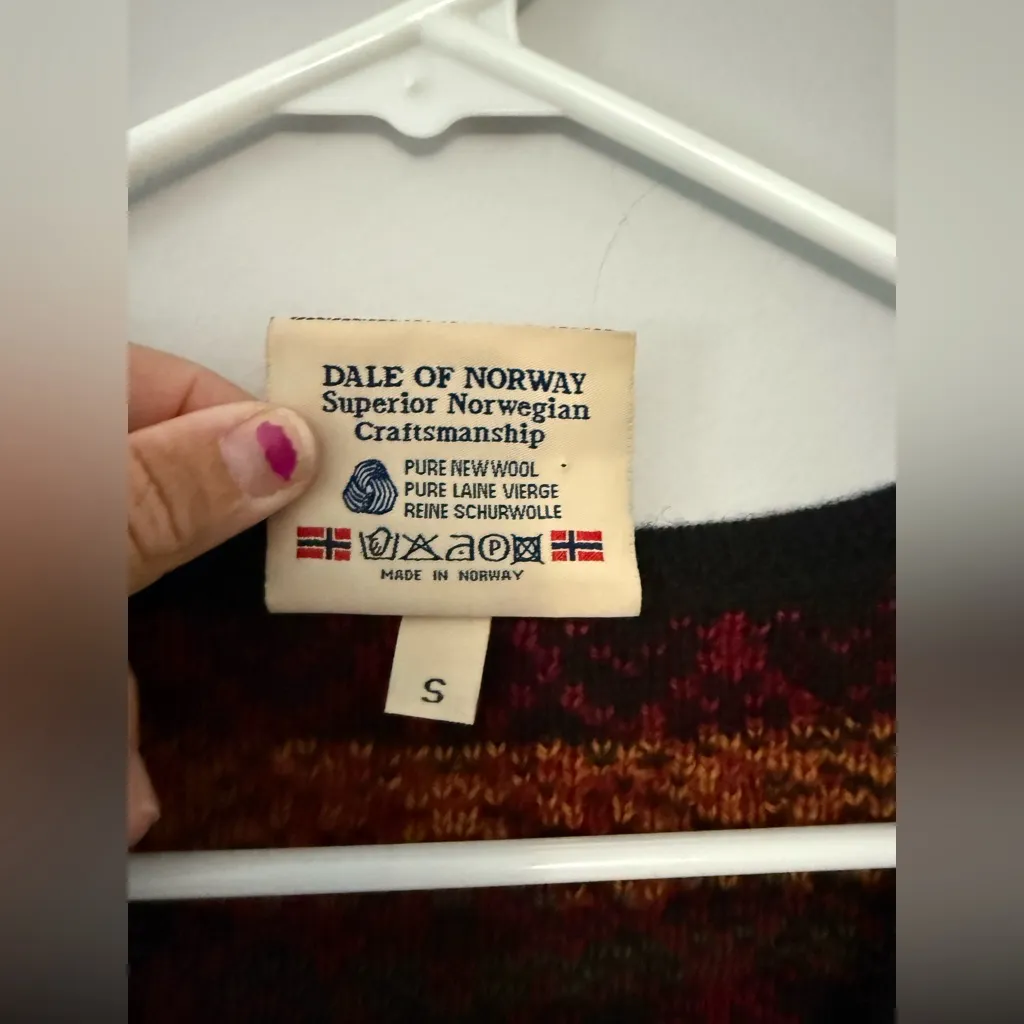 DALE OF NORWAY
Superior Norwegian
Craftsmanship
PURE NEW WOOL
PURE LAINE VIERGE
REINE SCHURWOLLE
a P
MADE IN NORWAY
S